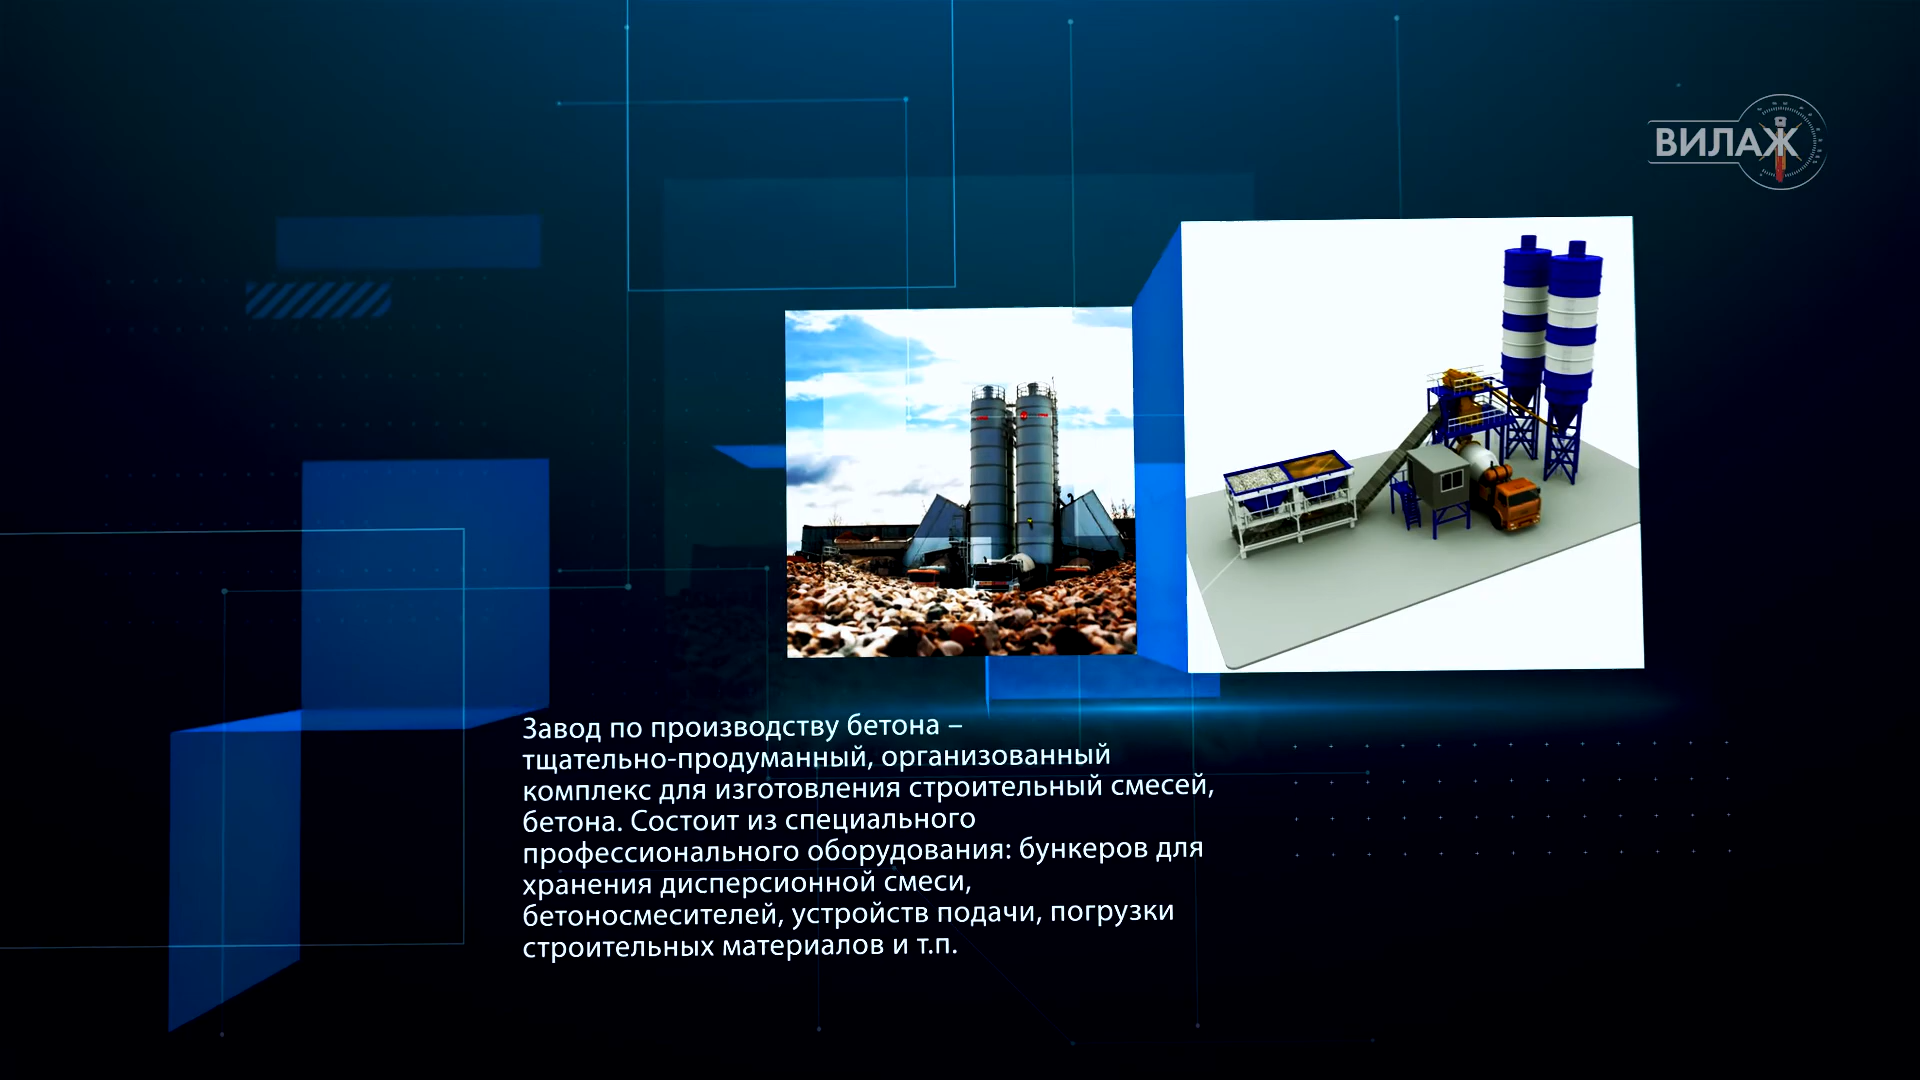 ВИЛАЖ
Завод по производству бетона –
тщательно-продуманный, организованный
комплекс для изготовления строительный смесей,
бетона. Состоит из специального
профессионального оборудования: бункеров для
хранения дисперсионной смеси,
бетоносмесителей, устройств подачи, погрузки
строительных материалов и т.п.